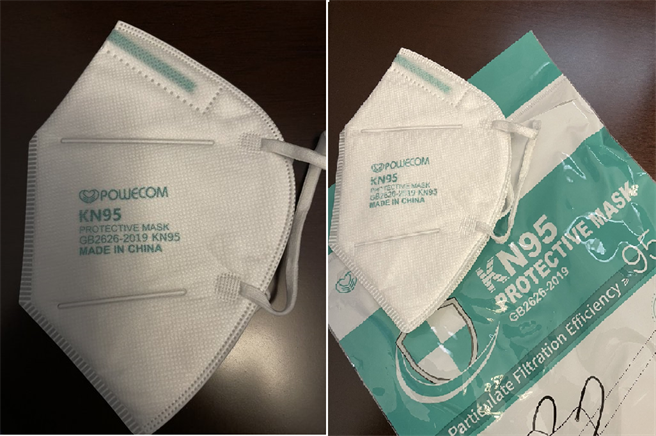 POWECOM
KN95
PROTECTIVE MASK
GB2626-2019 KN95
MADE IN CHINA
POWECOM
KN95
PROTECTIVE MASK
GB2626-2019 KN95
MADE IN CHINA
KN95
PROTECTIVE MASK
GB2626-2019
Particulate Filtration Efficiency ≥ 95